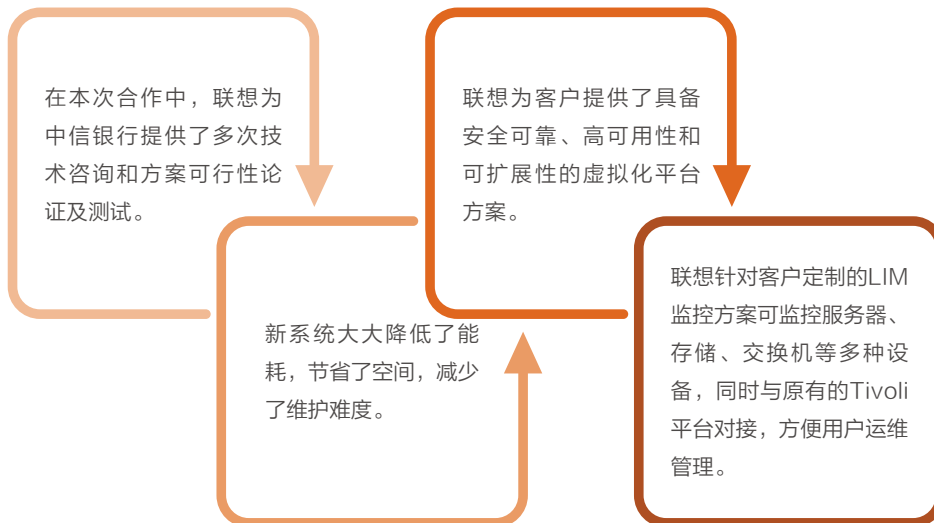 在本次合作中，联想为
中信银行提供了多次技
术咨询和方案可行性论
证及测试。
新系统大大降低了能
耗，节省了空间，减少
了维护难度。
联想为客户提供了具备
安全可靠、高可用性和
可扩展性的虚拟化平台
方案。
联想针对客户定制的LIM
监控方案可监控服务器、
存储、交换机等多种设
备，同时与原有的Tivoli
平台对接，方便用户运维
管理。